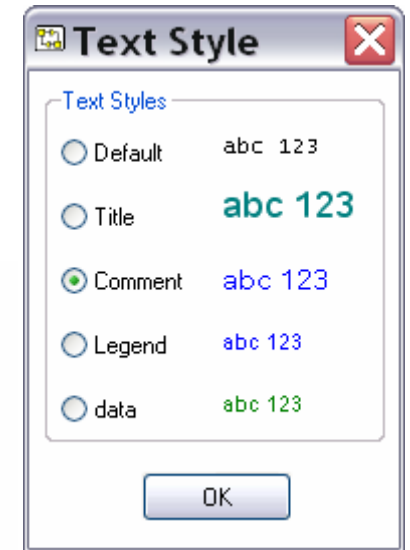 Text Style
Text Styles
Default abc 123
Title abc 123
Comment abc 123
Legend abc 123
data abc 123
OK